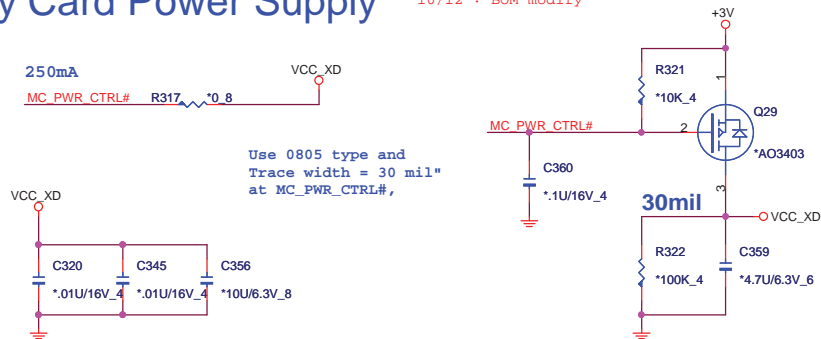 y Card Power Supply
10/12 : BOM modify
250mA
MC_PWR_CTRL#
R317
*0_8
VCC_XD
Use 0805 type and
Trace width = 30 mil"
at MC_PWR_CTRL#,
VCC_XD
C320
*.01U/16V_4
C345
*.01U/16V_4
C356
*10U/6.3V_8
+3V
R321
*10K_4
1
Q29
MC_PWR_CTRL#
2
*AO3403
C360
*.1U/16V_4
3
30mil
VCC_XD
R322
*100K_4
C359
*4.7U/6.3V_6